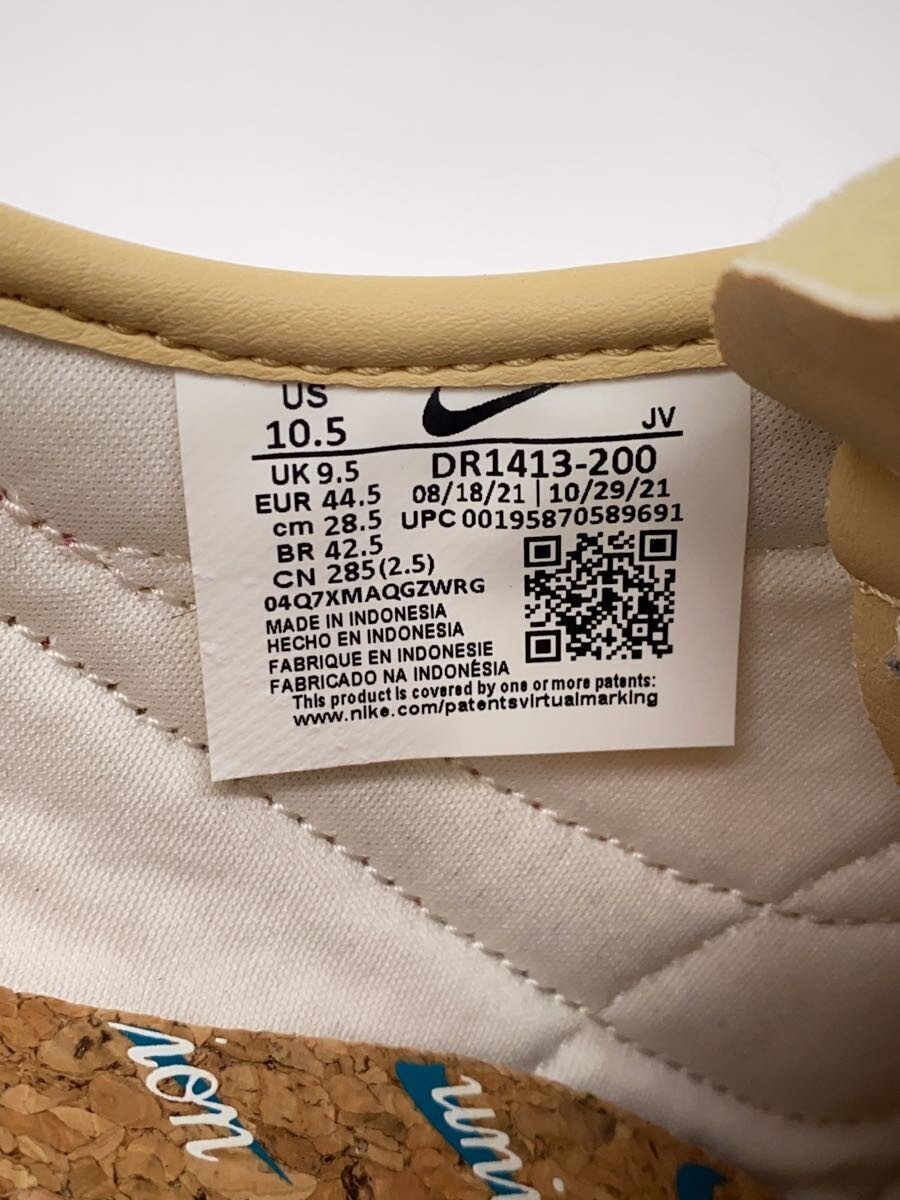 US
10.5
JV
UK 9.5
DR1413-200
EUR 44.5
08/18/21 | 10/29/21
cm 28.5
UPC 00195870589691
BR 42.5
CN 285(2.5)
04Q7XMAQGZWRG
MADE IN INDONESIA
HECHO EN INDONESIA
FABRIQUE EN INDONESIE
FABRICADO NA INDONÉSIA
This product is covered by one or more patents:
www.nike.com/patentsvirtualmarking
ion
uni